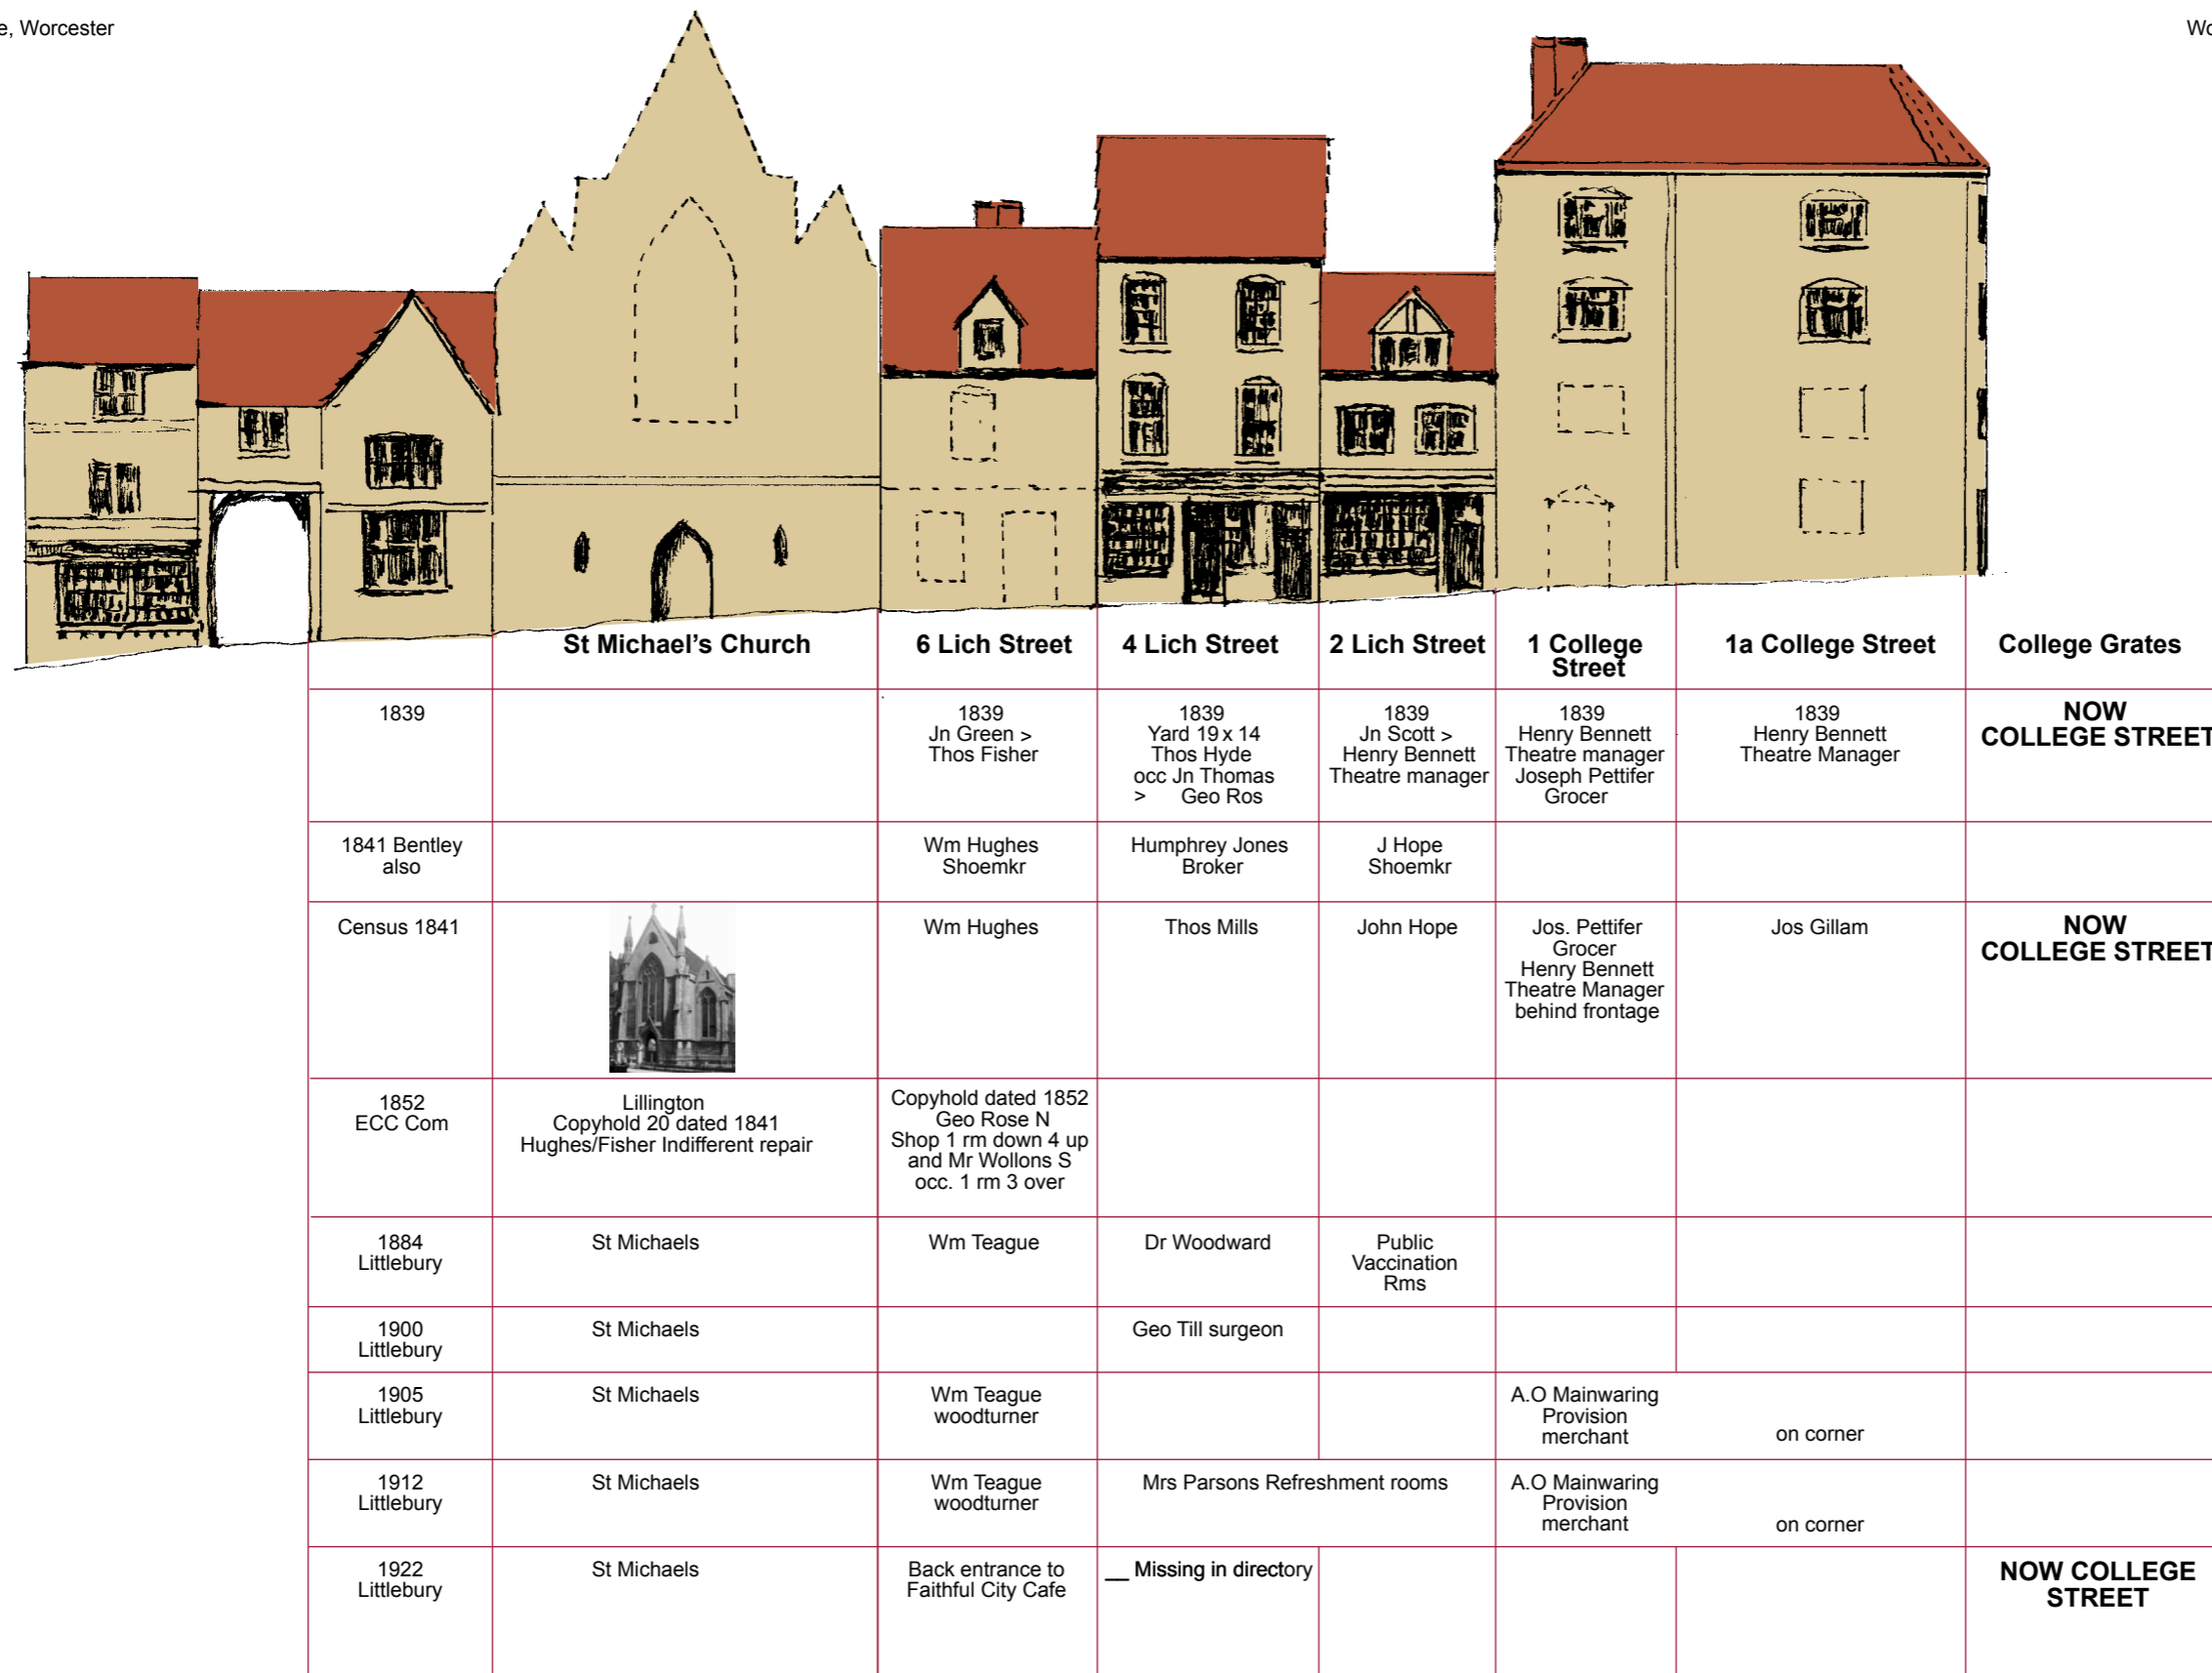 e, Worcester
Wo
St Michael's Church
6 Lich Street
4 Lich Street
2 Lich Street
1 College
Street
1a College Street
College Grates
1839
1839
Jn Green >
Thos Fisher
1839
Yard 19 x 14
Thos Hyde
occ Jn Thomas
> Geo Ros
1839
Jn Scott >
Henry Bennett
Theatre manager
1839
Henry Bennett
Theatre manager
Joseph Pettifer
Grocer
1839
Henry Bennett
Theatre Manager
NOW
COLLEGE STREET
1841 Bentley
also
Wm Hughes
Shoemkr
Humphrey Jones
Broker
J Hope
Shoemkr
Census 1841
Wm Hughes
Thos Mills
John Hope
Jos. Pettifer
Grocer
Henry Bennett
Theatre Manager
behind frontage
Jos Gillam
NOW
COLLEGE STREET
1852
ECC Com
Lillington
Copyhold 20 dated 1841
Hughes/Fisher Indifferent repair
Copyhold dated 1852
Geo Rose N
Shop 1 rm down 4 up
and Mr Wollons S
occ. 1 rm 3 over
1884
Littlebury
St Michaels
Wm Teague
Dr Woodward
Public
Vaccination
Rms
1900
Littlebury
St Michaels
Geo Till surgeon
1905
Littlebury
St Michaels
Wm Teague
woodturner
A.O Mainwaring
Provision
merchant
on corner
1912
Littlebury
St Michaels
Wm Teague
woodturner
Mrs Parsons Refreshment rooms
A.O Mainwaring
Provision
merchant
on corner
1922
Littlebury
St Michaels
Back entrance to
Faithful City Cafe
__ Missing in directory
NOW COLLEGE
STREET